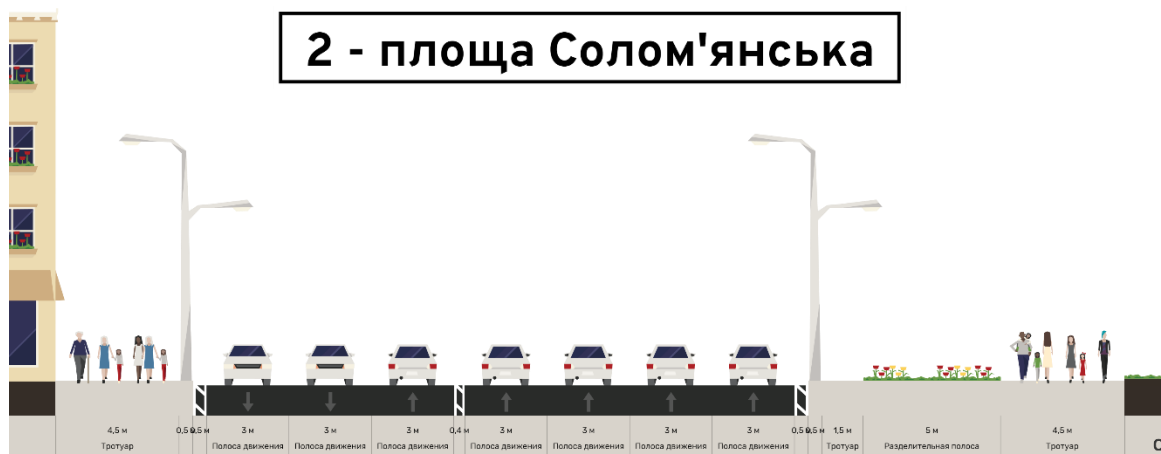 2 - площа Солом'янська
4,5 м 0,5 м 0,5 м 3 м 3 м 3 м 0,4 м 3 м 3 м 3 м 3 м 0,5 м 0,5 м 1,5 м 5 м 4,5 м
Тротуар Полоса движения Полоса движения Полоса движения Полоса движения Полоса движения Полоса движения Полоса движения Тротуар Разделительная полоса Тротуар